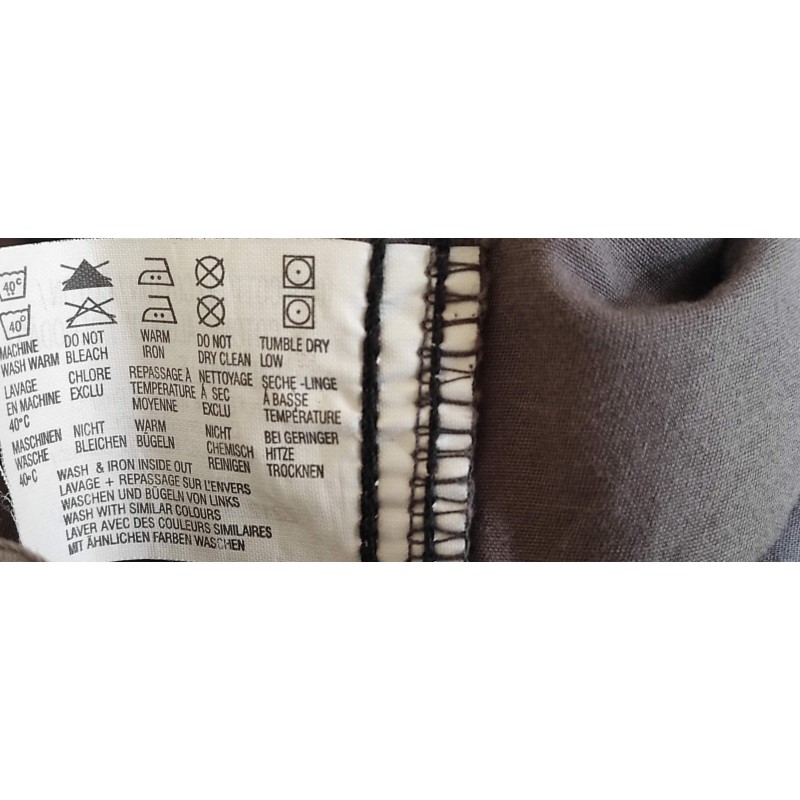 40°C
40°
MACHINE WASH WARM
DO NOT BLEACH
WARM IRON
DO NOT DRY CLEAN
TUMBLE DRY LOW
LAVAGE EN MACHINE 40°C
CHLORE EXCLU
REPASSAGE À TEMPERATURE MOYENNE
NETTOYAGE À SEC EXCLU
SECHE-LINGE À BASSE TEMPÉRATURE
MASCHINEN WÄSCHE 40°C
NICHT BLEICHEN
WARM BÜGELN
NICHT CHEMISCH REINIGEN
BEI GERINGER HITZE TROCKNEN
WASH & IRON INSIDE OUT
LAVAGE + REPASSAGE SUR L'ENVERS
WASCHEN UND BÜGELN VON LINKS
WASH WITH SIMILAR COLOURS
LAVER AVEC DES COULEURS SIMILAIRES
MIT ÄHNLICHEN FARBEN WASCHEN